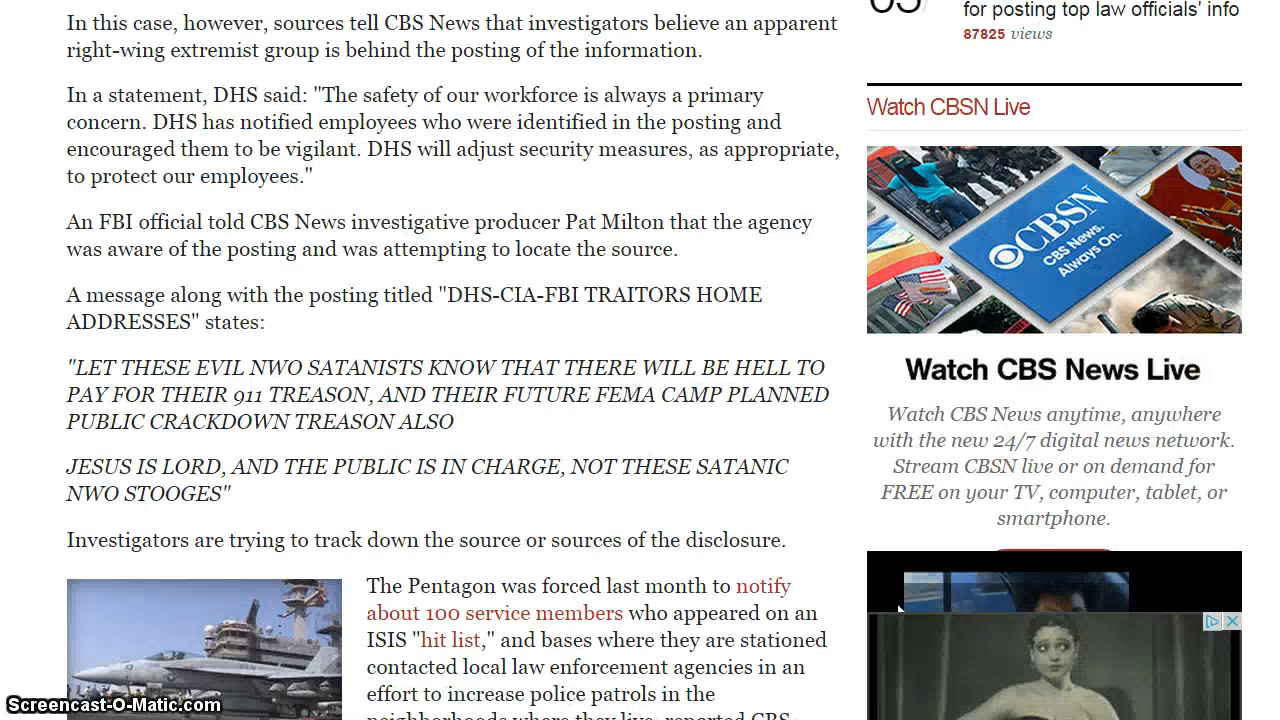 In this case, however, sources tell CBS News that investigators believe an apparent
right-wing extremist group is behind the posting of the information.
In a statement, DHS said: "The safety of our workforce is always a primary
concern. DHS has notified employees who were identified in the posting and
encouraged them to be vigilant. DHS will adjust security measures, as appropriate,
to protect our employees."
An FBI official told CBS News investigative producer Pat Milton that the agency
was aware of the posting and was attempting to locate the source.
A message along with the posting titled "DHS-CIA-FBI TRAITORS HOME
ADDRESSES" states:
"LET THESE EVIL NWO SATANISTS KNOW THAT THERE WILL BE HELL TO
PAY FOR THEIR 911 TREASON, AND THEIR FUTURE FEMA CAMP PLANNED
PUBLIC CRACKDOWN TREASON ALSO
JESUS IS LORD, AND THE PUBLIC IS IN CHARGE, NOT THESE SATANIC
NWO STOOGES"
Investigators are trying to track down the source or sources of the disclosure.
The Pentagon was forced last month to notify
about 100 service members who appeared on an
ISIS "hit list," and bases where they are stationed
contacted local law enforcement agencies in an
effort to increase police patrols in the
neighborhoods where they live, reported CBS
for posting top law officials' info
87825 views
Watch CBSN Live
CBSN
CBS News.
Always On.
Watch CBS News Live
Watch CBS News anytime, anywhere
with the new 24/7 digital news network.
Stream CBSN live or on demand for
FREE on your TV, computer, tablet, or
smartphone.
Screencast-O-Matic.com